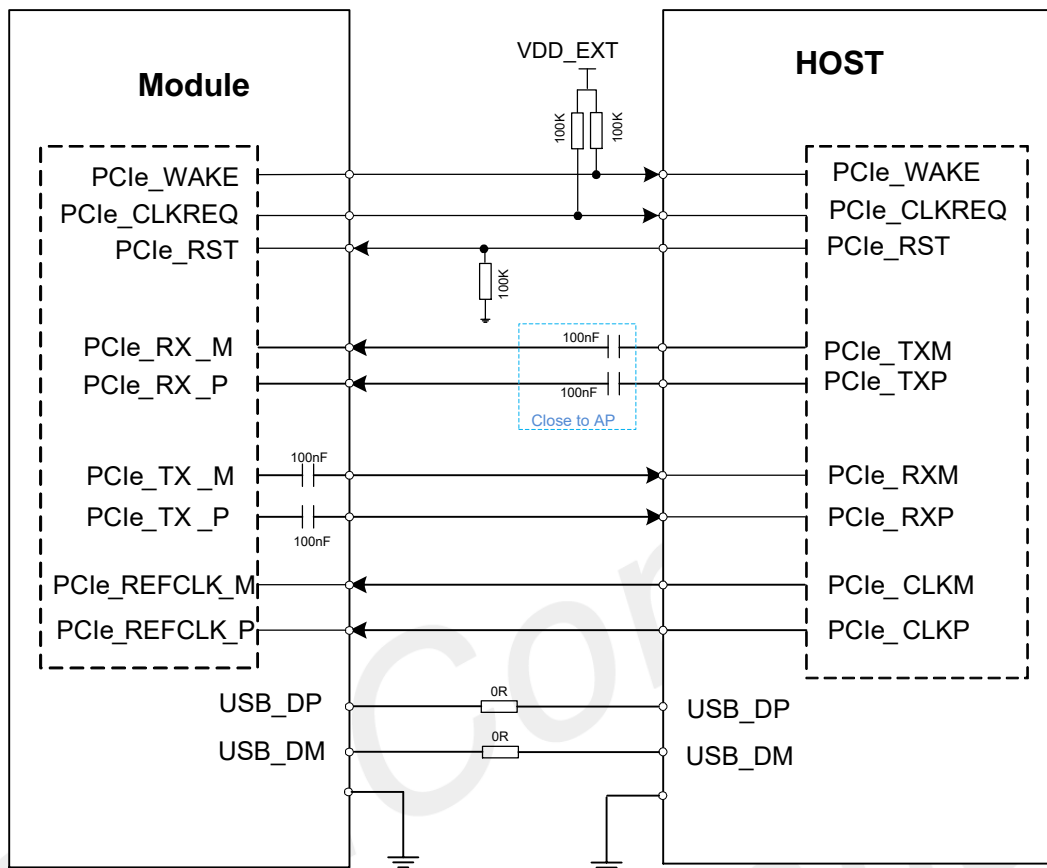 VDD_EXT
Module
HOST
100K
100K
PCIe_WAKE
PCIe_WAKE
PCIe_CLKREQ
PCIe_CLKREQ
PCIe_RST
PCIe_RST
100K
100nF
PCIe_RX _M
PCIe_TXM
PCIe_RX _P
PCIe_TXP
100nF
Close to AP
100nF
PCIe_TX _M
PCIe_RXM
PCIe_TX _P
PCIe_RXP
100nF
PCIe_REFCLK_M
PCIe_ CLKM
PCIe_REFCLK_P
PCIe_ CLKP
0R
USB_DP
USB_DP
0R
USB_DM
USB_DM
Con